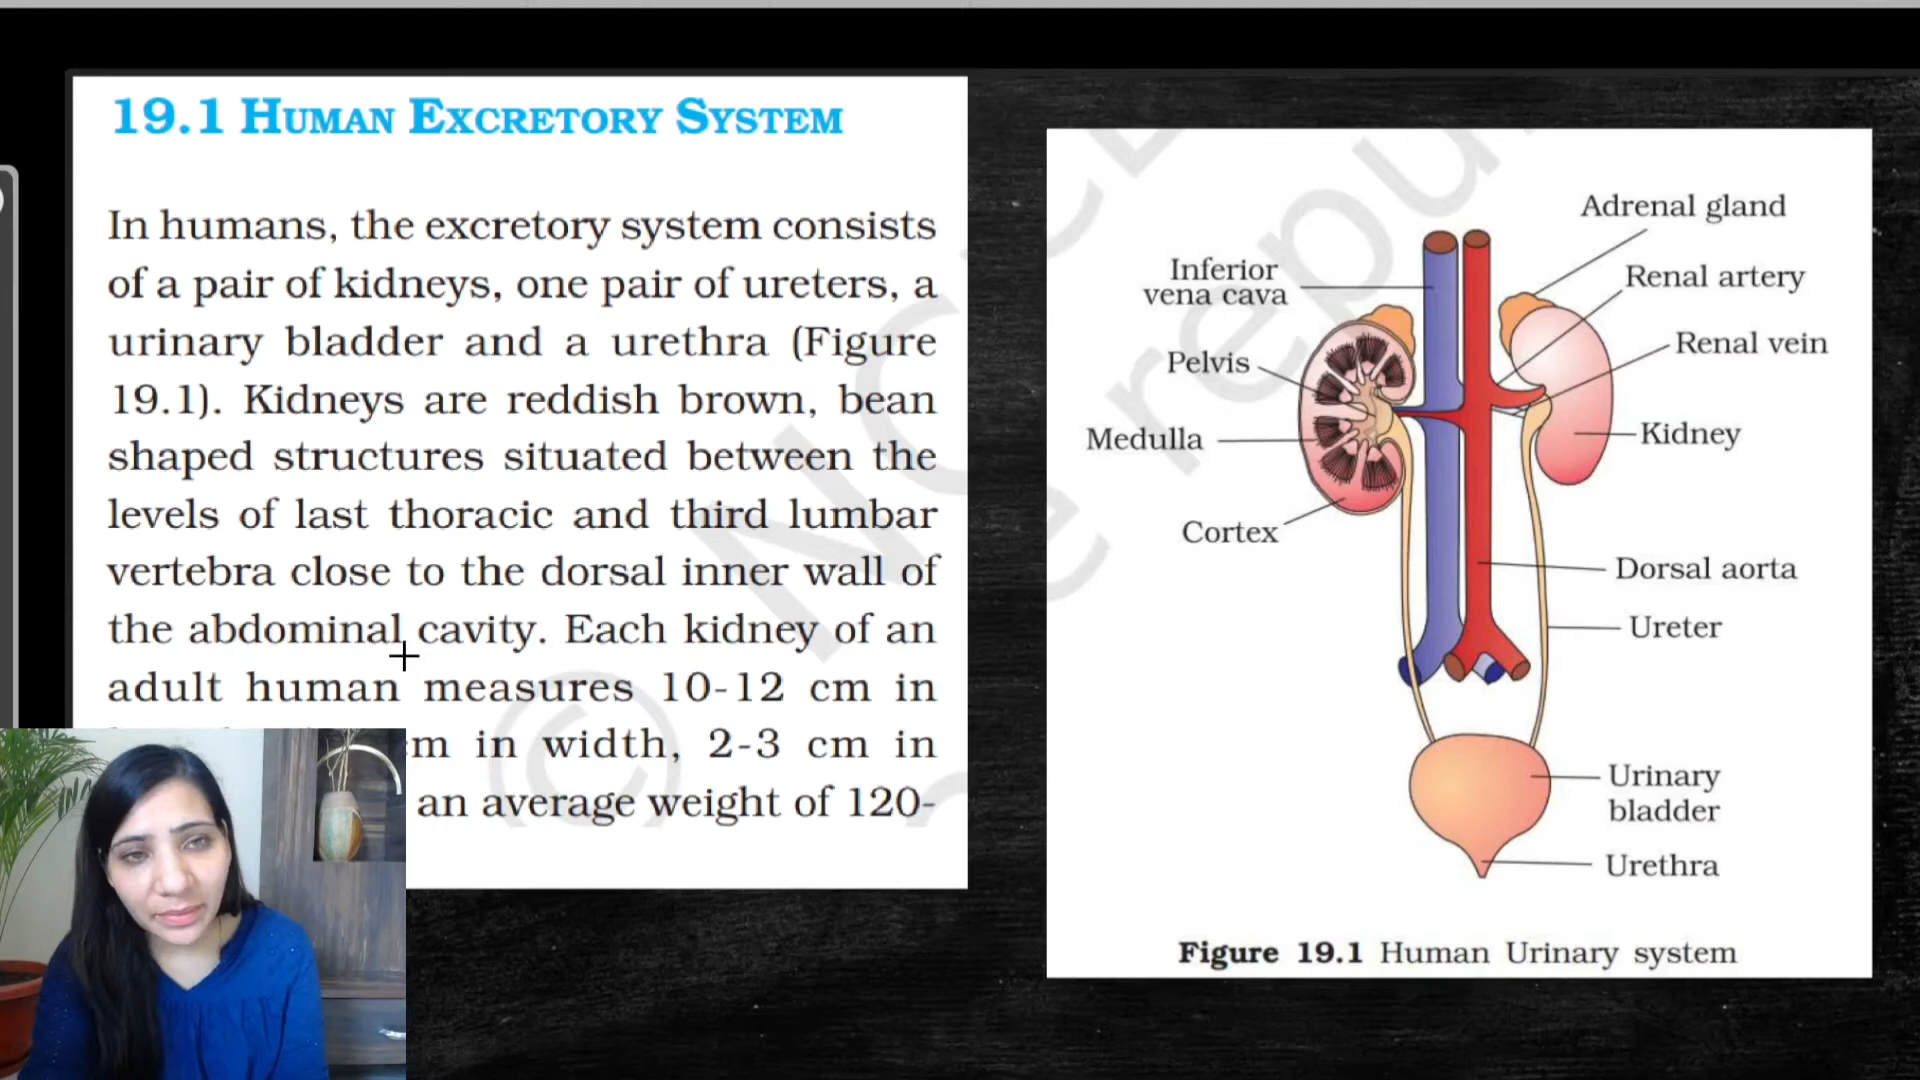 19.1 HUMAN EXCRETORY SYSTEM
In humans, the excretory system consists
of a pair of kidneys, one pair of ureters, a
urinary bladder and a urethra (Figure
19.1). Kidneys are reddish brown, bean
shaped structures situated between the
levels of last thoracic and third lumbar
vertebra close to the dorsal inner wall of
the abdominal cavity. Each kidney of an
adult human measures 10-12 cm in
cm in width, 2-3 cm in
an average weight of 120-
Adrenal gland
Inferior
vena cava
Renal artery
Renal vein
Pelvis
Medulla
Kidney
Cortex
Dorsal aorta
Ureter
Urinary
bladder
Urethra
Figure 19.1 Human Urinary system